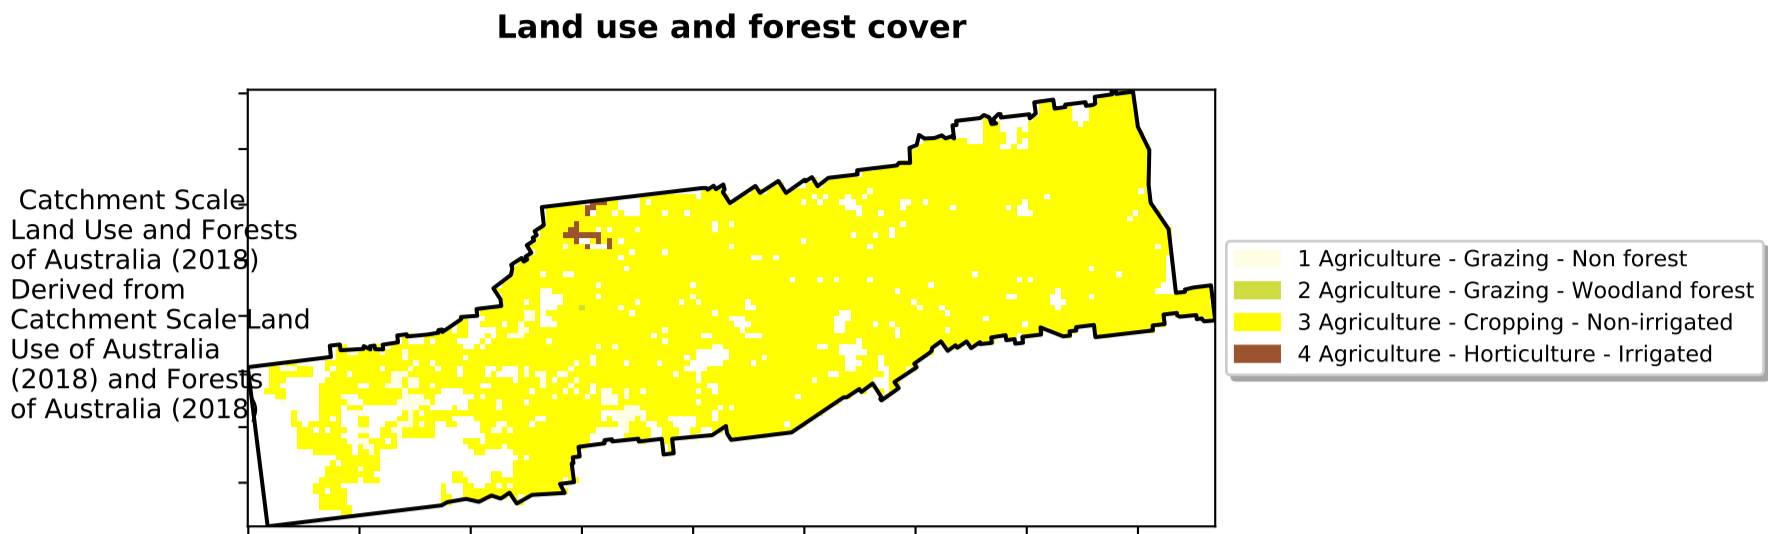 Land use and forest cover
Catchment Scale
Land Use and Forests
of Australia (2018)
Derived from
Catchment Scale Land
Use of Australia
(2018) and Forests
of Australia (2018)
1 Agriculture - Grazing - Non forest
2 Agriculture - Grazing - Woodland forest
3 Agriculture - Cropping - Non-irrigated
4 Agriculture - Horticulture - Irrigated